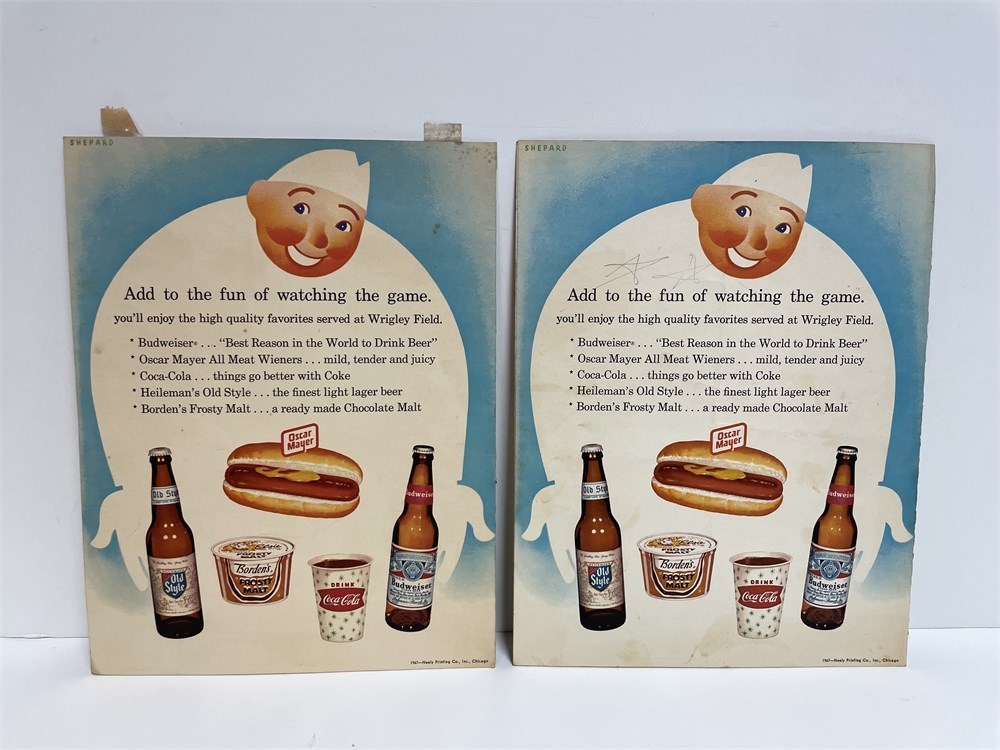 SHEPARD
Add to the fun of watching the game.
you'll enjoy the high quality favorites served at Wrigley Field.
* Budweiser® . . . "Best Reason in the World to Drink Beer"
* Oscar Mayer All Meat Wieners . . . mild, tender and juicy
* Coca-Cola . . . things go better with Coke
* Heileman's Old Style . . . the finest light lager beer
* Borden's Frosty Malt . . . a ready made Chocolate Malt
Oscar
Mayer
Old Style
Budweiser
FROSTY
MALT
Borden's
FROSTY
MALT
Old
Style
DRINK
Coca-Cola
Budweiser
1967—Neely Printing Co., Inc., Chicago
SHEPARD
Add to the fun of watching the game.
you'll enjoy the high quality favorites served at Wrigley Field.
* Budweiser® . . . "Best Reason in the World to Drink Beer"
* Oscar Mayer All Meat Wieners . . . mild, tender and juicy
* Coca-Cola . . . things go better with Coke
* Heileman's Old Style . . . the finest light lager beer
* Borden's Frosty Malt . . . a ready made Chocolate Malt
Oscar
Mayer
Old Style
Budweiser
FROSTY
MALT
Borden's
FROSTY
MALT
Old
Style
DRINK
Coca-Cola
Budweiser
1967—Neely Printing Co., Inc., Chicago